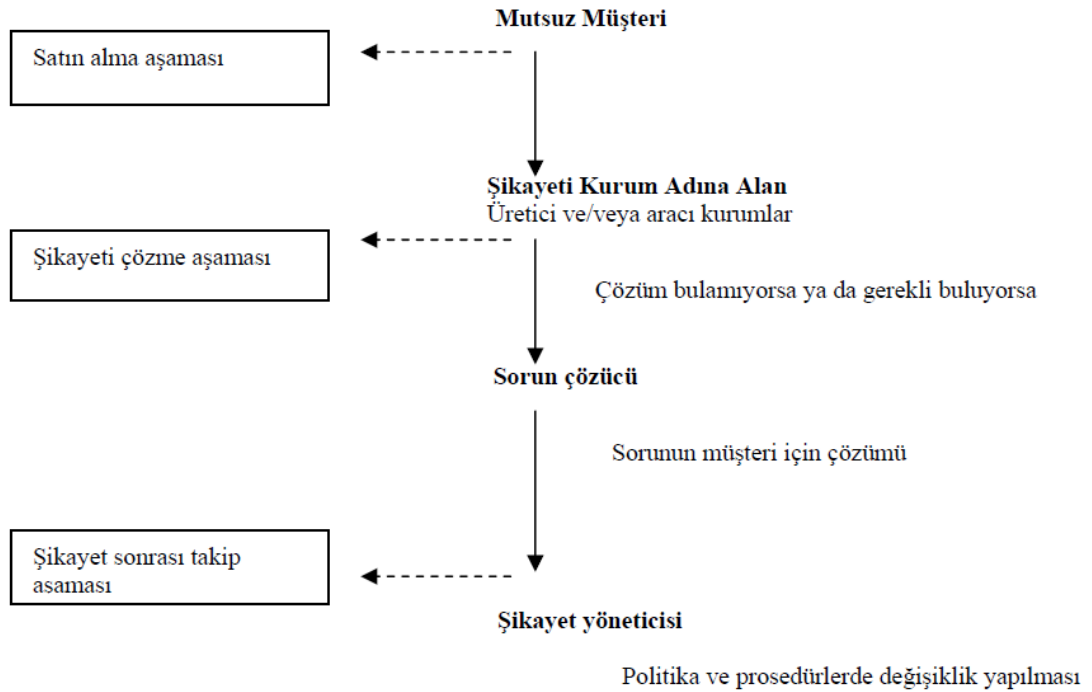 Mutsuz Müşteri
Satın alma aşaması
Şikayeti Kurum Adına Alan
Üretici ve/veya aracı kurumlar
Şikayeti çözme aşaması
Çözüm bulamıyorsa ya da gerekli buluyorsa
Sorun çözücü
Sorunun müşteri için çözümü
Şikayet sonrası takip
aşaması
Şikayet yöneticisi
Politika ve prosedürlerde değişiklik yapılması